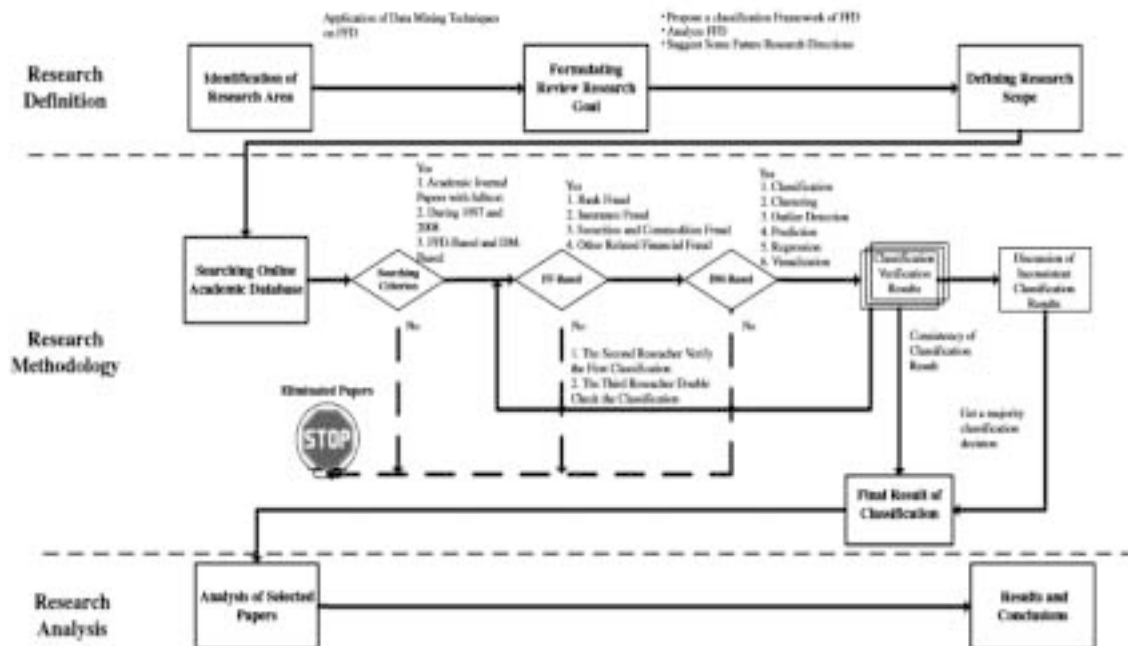 Application of Data Mining Techniques
on FFD
• Propose a classification Framework of FFD
• Analyze FFD
• Suggest Some Future Research Directions
Research
Definition
Identification of
Research Area
Formulating
Review Research
Goal
Defining Research
Scope
Yes
1. Academic Journal
Papers with fulltext
2. During 1997 and
2008
3. FFD-Based and DM-
Based
Yes
1. Bank Fraud
2. Insurance Fraud
3. Securities and Commodities Fraud
4. Other Related Financial Fraud
Yes
1. Classification
2. Clustering
3. Outlier Detection
4. Prediction
5. Regression
6. Visualization
Searching Online
Academic Database
Searching
Criterion
FF-Based
DM-Based
Classification
Verification
Results
Discussion of
Inconsistent
Classification
Results
Research
Methodology
No
No
No
1. The Second Reseacher Verify
the First Classification
2. The Third Reseacher Double
Check the Classification
Consistency of
Classification
Result
Eliminated Papers
STOP
Get a majority
classification
decision
Final Result of
Classification
Research
Analysis
Analysis of Selected
Papers
Results and
Conclusions